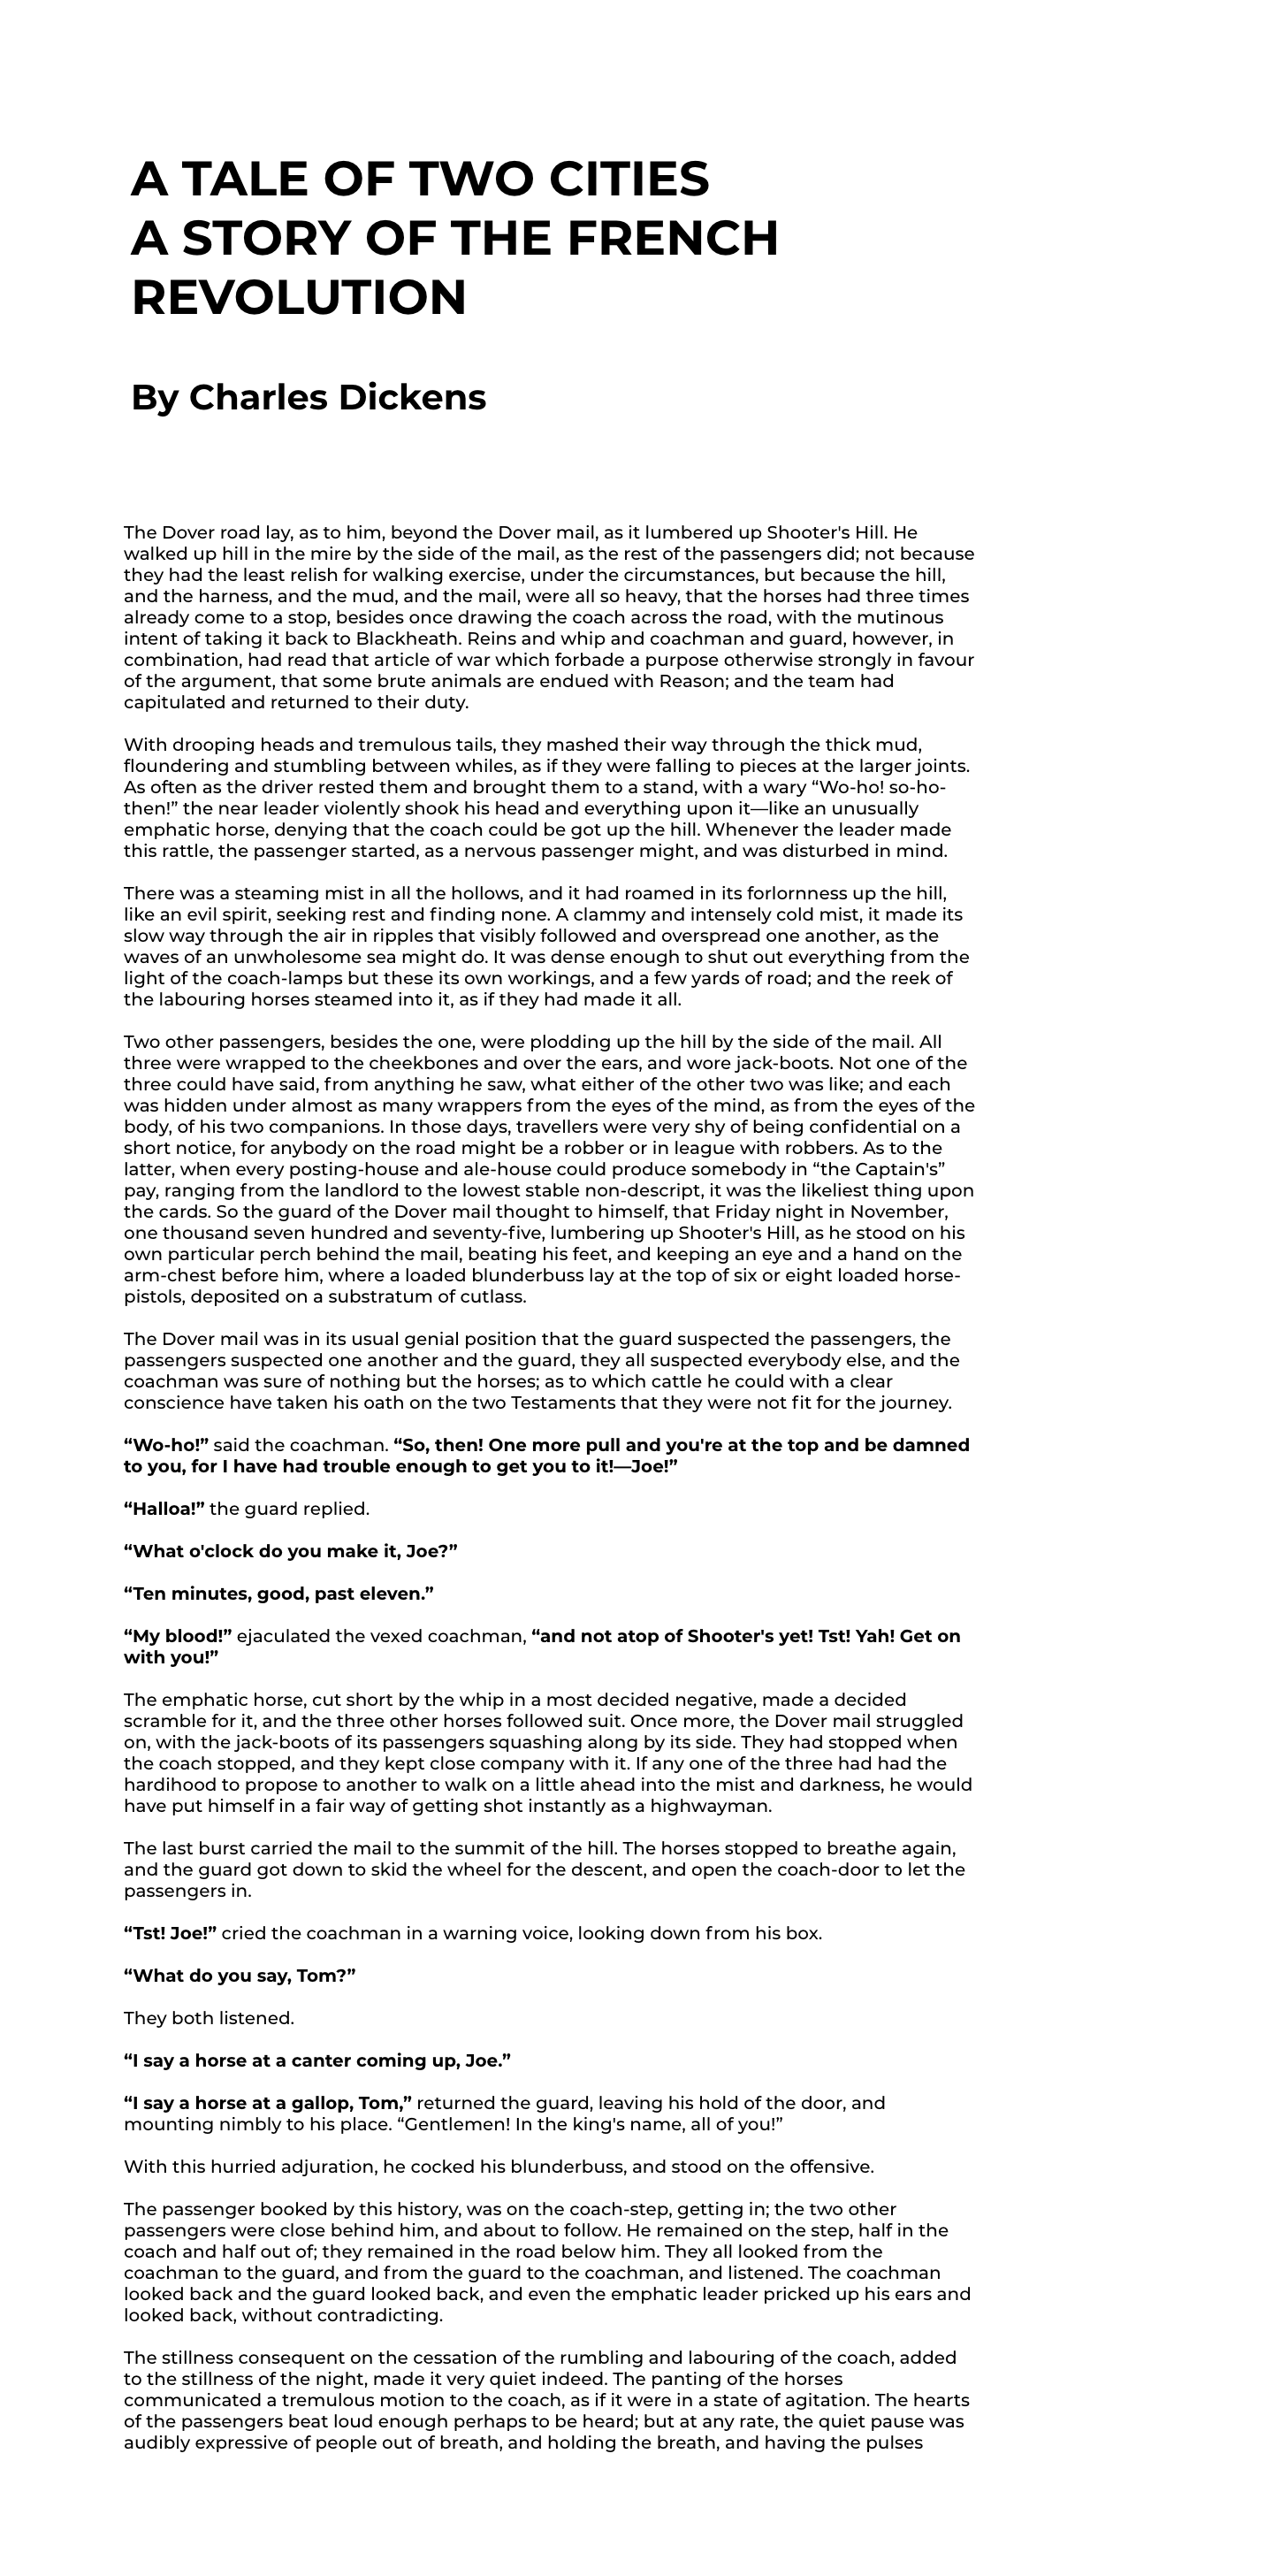 A TALE OF TWO CITIES
A STORY OF THE FRENCH
REVOLUTION
By Charles Dickens
The Dover road lay, as to him, beyond the Dover mail, as it lumbered up Shooter's Hill. He
walked up hill in the mire by the side of the mail, as the rest of the passengers did; not because
they had the least relish for walking exercise, under the circumstances, but because the hill,
and the harness, and the mud, and the mail, were all so heavy, that the horses had three times
already come to a stop, besides once drawing the coach across the road, with the mutinous
intent of taking it back to Blackheath. Reins and whip and coachman and guard, however, in
combination, had read that article of war which forbade a purpose otherwise strongly in favour
of the argument, that some brute animals are endued with Reason; and the team had
capitulated and returned to their duty.
With drooping heads and tremulous tails, they mashed their way through the thick mud,
floundering and stumbling between whiles, as if they were falling to pieces at the larger joints.
As often as the driver rested them and brought them to a stand, with a wary “Wo-ho! so-ho-
then!” the near leader violently shook his head and everything upon it—like an unusually
emphatic horse, denying that the coach could be got up the hill. Whenever the leader made
this rattle, the passenger started, as a nervous passenger might, and was disturbed in mind.
There was a steaming mist in all the hollows, and it had roamed in its forlornness up the hill,
like an evil spirit, seeking rest and finding none. A clammy and intensely cold mist, it made its
slow way through the air in ripples that visibly followed and overspread one another, as the
waves of an unwholesome sea might do. It was dense enough to shut out everything from the
light of the coach-lamps but these its own workings, and a few yards of road; and the reek of
the labouring horses steamed into it, as if they had made it all.
Two other passengers, besides the one, were plodding up the hill by the side of the mail. All
three were wrapped to the cheekbones and over the ears, and wore jack-boots. Not one of the
three could have said, from anything he saw, what either of the other two was like; and each
was hidden under almost as many wrappers from the eyes of the mind, as from the eyes of the
body, of his two companions. In those days, travellers were very shy of being confidential on a
short notice, for anybody on the road might be a robber or in league with robbers. As to the
latter, when every posting-house and ale-house could produce somebody in “the Captain's”
pay, ranging from the landlord to the lowest stable non-descript, it was the likeliest thing upon
the cards. So the guard of the Dover mail thought to himself, that Friday night in November,
one thousand seven hundred and seventy-five, lumbering up Shooter's Hill, as he stood on his
own particular perch behind the mail, beating his feet, and keeping an eye and a hand on the
arm-chest before him, where a loaded blunderbuss lay at the top of six or eight loaded horse-
pistols, deposited on a substratum of cutlass.
The Dover mail was in its usual genial position that the guard suspected the passengers, the
passengers suspected one another and the guard, they all suspected everybody else, and the
coachman was sure of nothing but the horses; as to which cattle he could with a clear
conscience have taken his oath on the two Testaments that they were not fit for the journey.
“Wo-ho!” said the coachman. “So, then! One more pull and you're at the top and be damned
to you, for I have had trouble enough to get you to it!—Joe!”
“Halloa!” the guard replied.
“What o'clock do you make it, Joe?”
“Ten minutes, good, past eleven.”
“My blood!” ejaculated the vexed coachman, “and not atop of Shooter's yet! Tst! Yah! Get on
with you!”
The emphatic horse, cut short by the whip in a most decided negative, made a decided
scramble for it, and the three other horses followed suit. Once more, the Dover mail struggled
on, with the jack-boots of its passengers squashing along by its side. They had stopped when
the coach stopped, and they kept close company with it. If any one of the three had had the
hardihood to propose to another to walk on a little ahead into the mist and darkness, he would
have put himself in a fair way of getting shot instantly as a highwayman.
The last burst carried the mail to the summit of the hill. The horses stopped to breathe again,
and the guard got down to skid the wheel for the descent, and open the coach-door to let the
passengers in.
“Tst! Joe!” cried the coachman in a warning voice, looking down from his box.
“What do you say, Tom?”
They both listened.
“I say a horse at a canter coming up, Joe.”
“I say a horse at a gallop, Tom,” returned the guard, leaving his hold of the door, and
mounting nimbly to his place. “Gentlemen! In the king's name, all of you!”
With this hurried adjuration, he cocked his blunderbuss, and stood on the offensive.
The passenger booked by this history, was on the coach-step, getting in; the two other
passengers were close behind him, and about to follow. He remained on the step, half in the
coach and half out of; they remained in the road below him. They all looked from the
coachman to the guard, and from the guard to the coachman, and listened. The coachman
looked back and the guard looked back, and even the emphatic leader pricked up his ears and
looked back, without contradicting.
The stillness consequent on the cessation of the rumbling and labouring of the coach, added
to the stillness of the night, made it very quiet indeed. The panting of the horses
communicated a tremulous motion to the coach, as if it were in a state of agitation. The hearts
of the passengers beat loud enough perhaps to be heard; but at any rate, the quiet pause was
audibly expressive of people out of breath, and holding the breath, and having the pulses